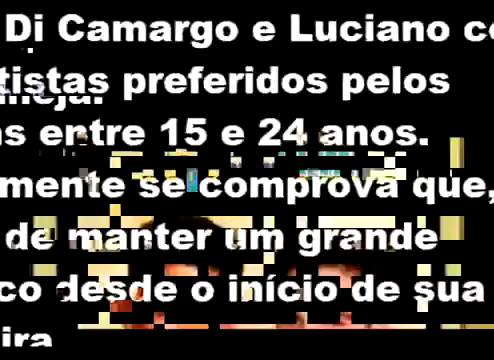 Di Camargo e Luciano co
tistas preferidos pelos
s entre 15 e 24 anos.
mente se comprova que,
de manter um grande
co desde o início de sua
ira